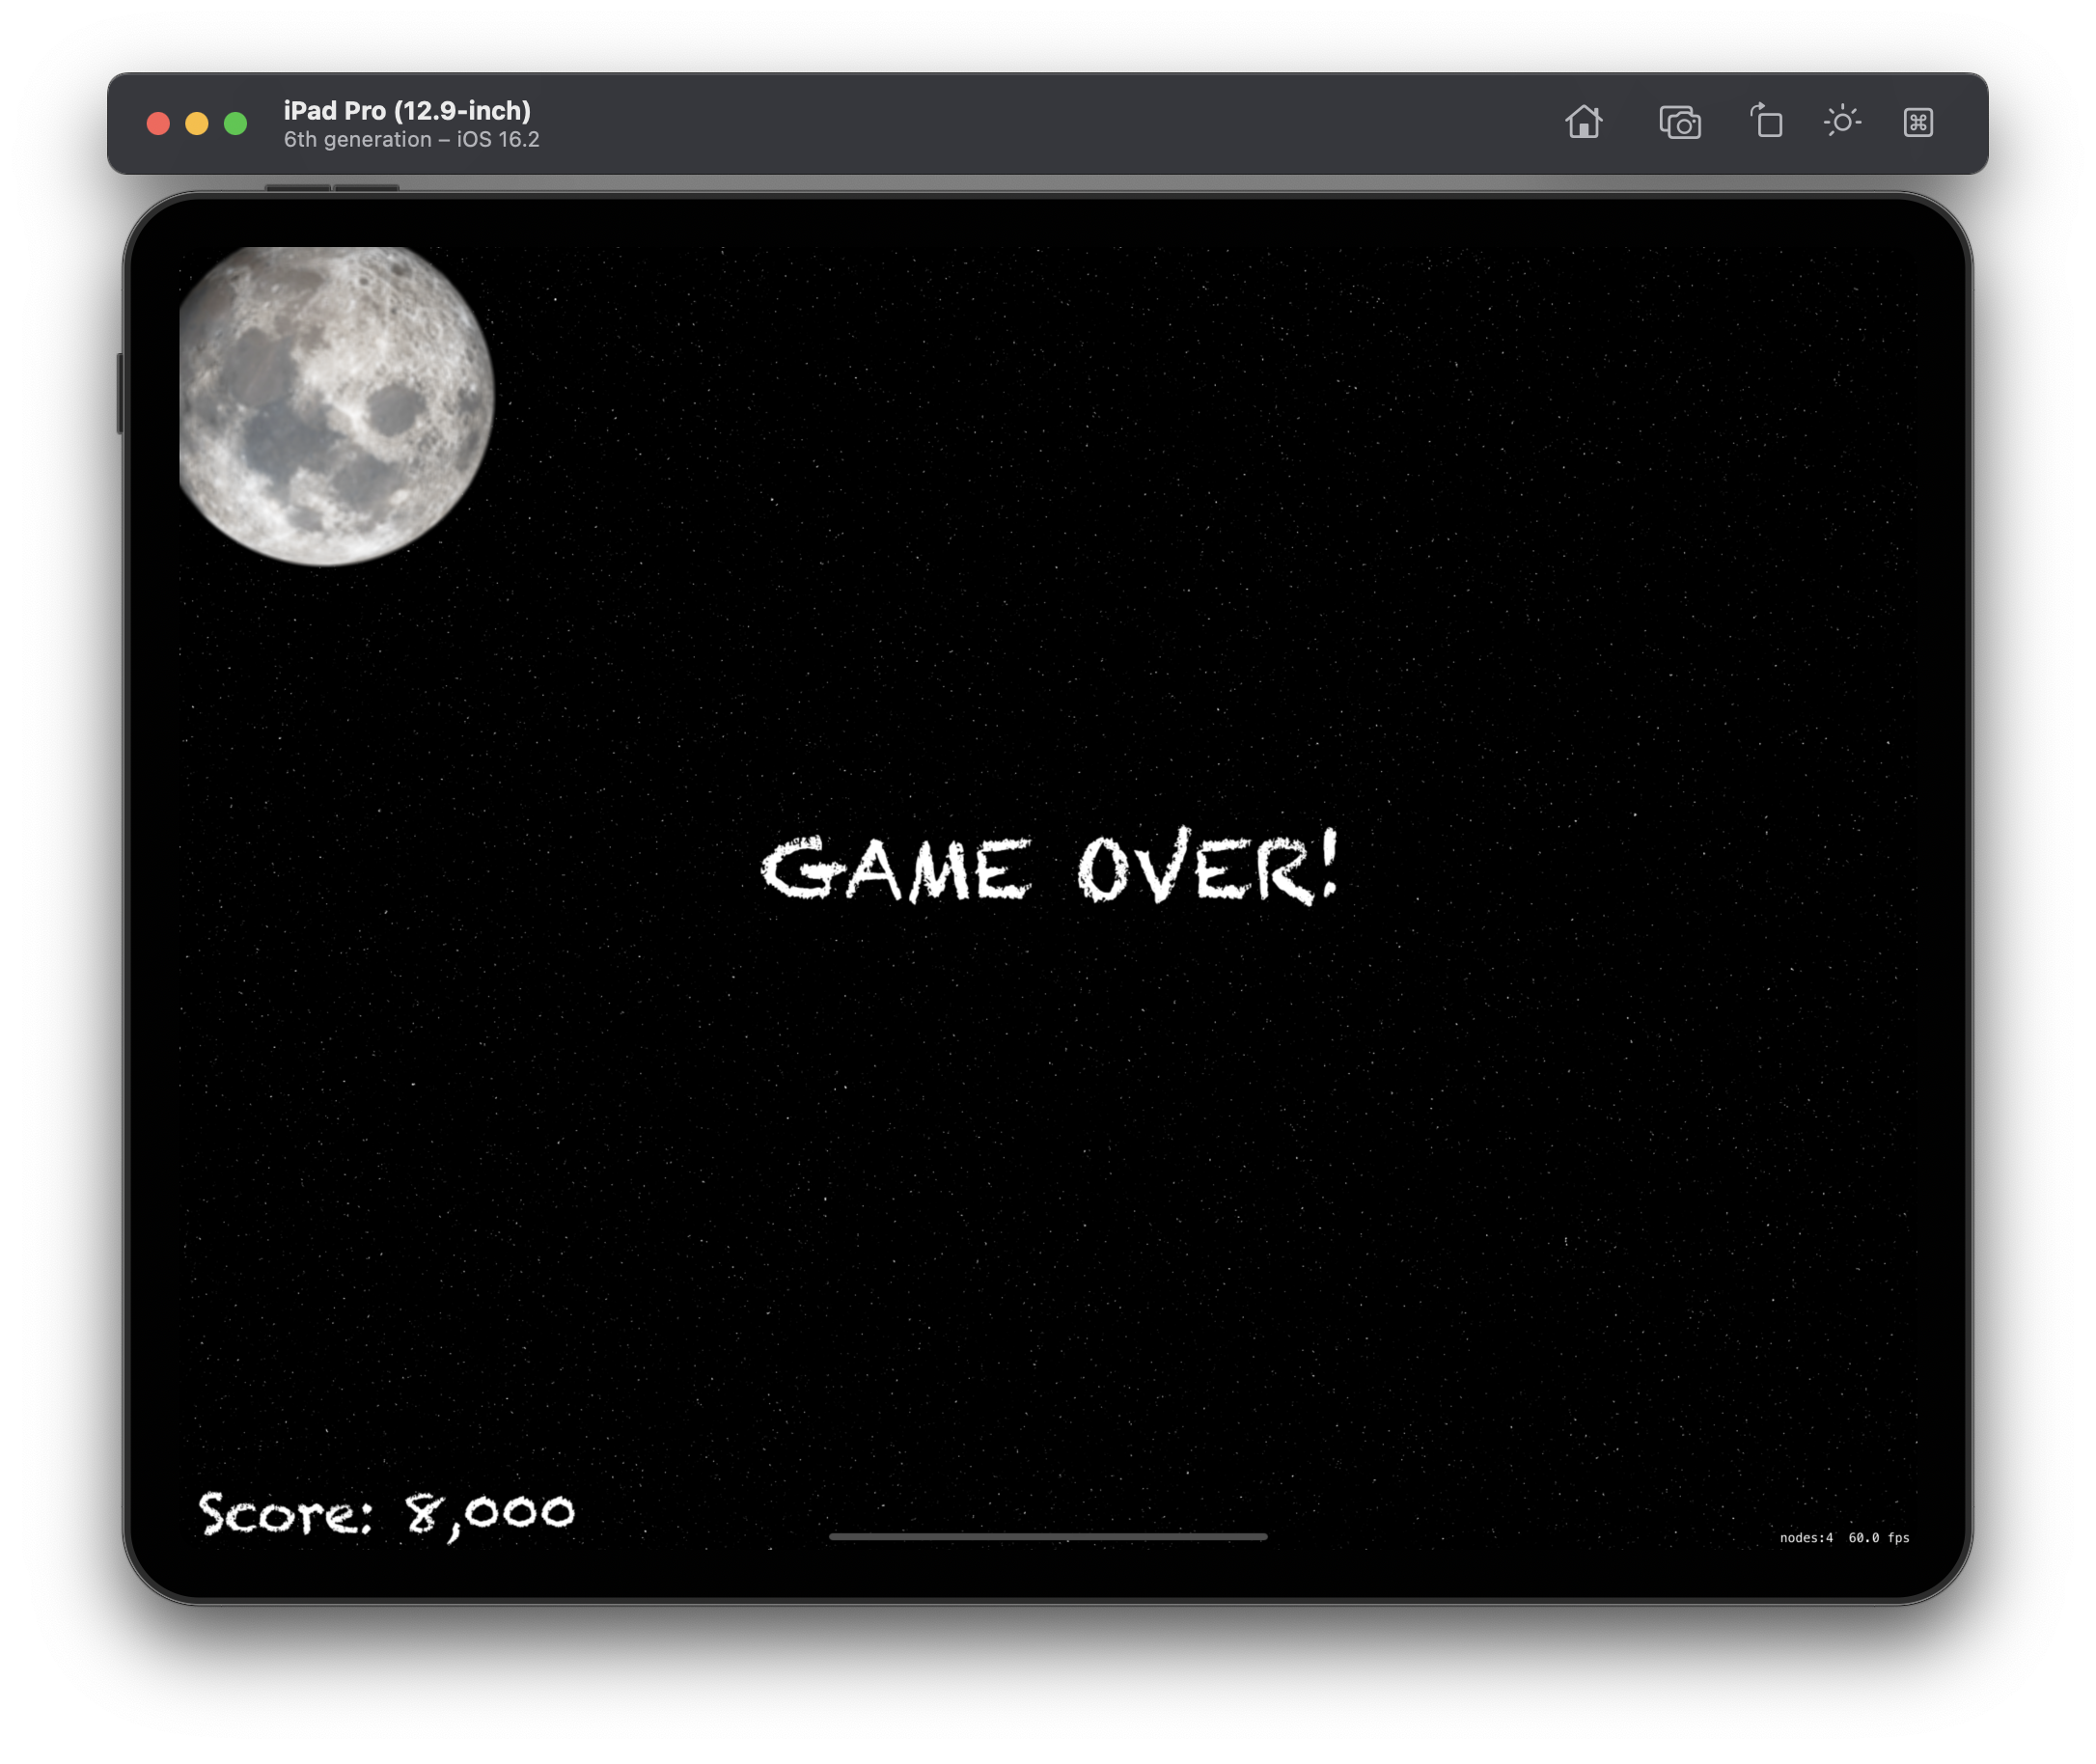 iPad Pro (12.9-inch)
6th generation – iOS 16.2
GAME OVER!
Score: 8,000
nodes:4 60.0 fps